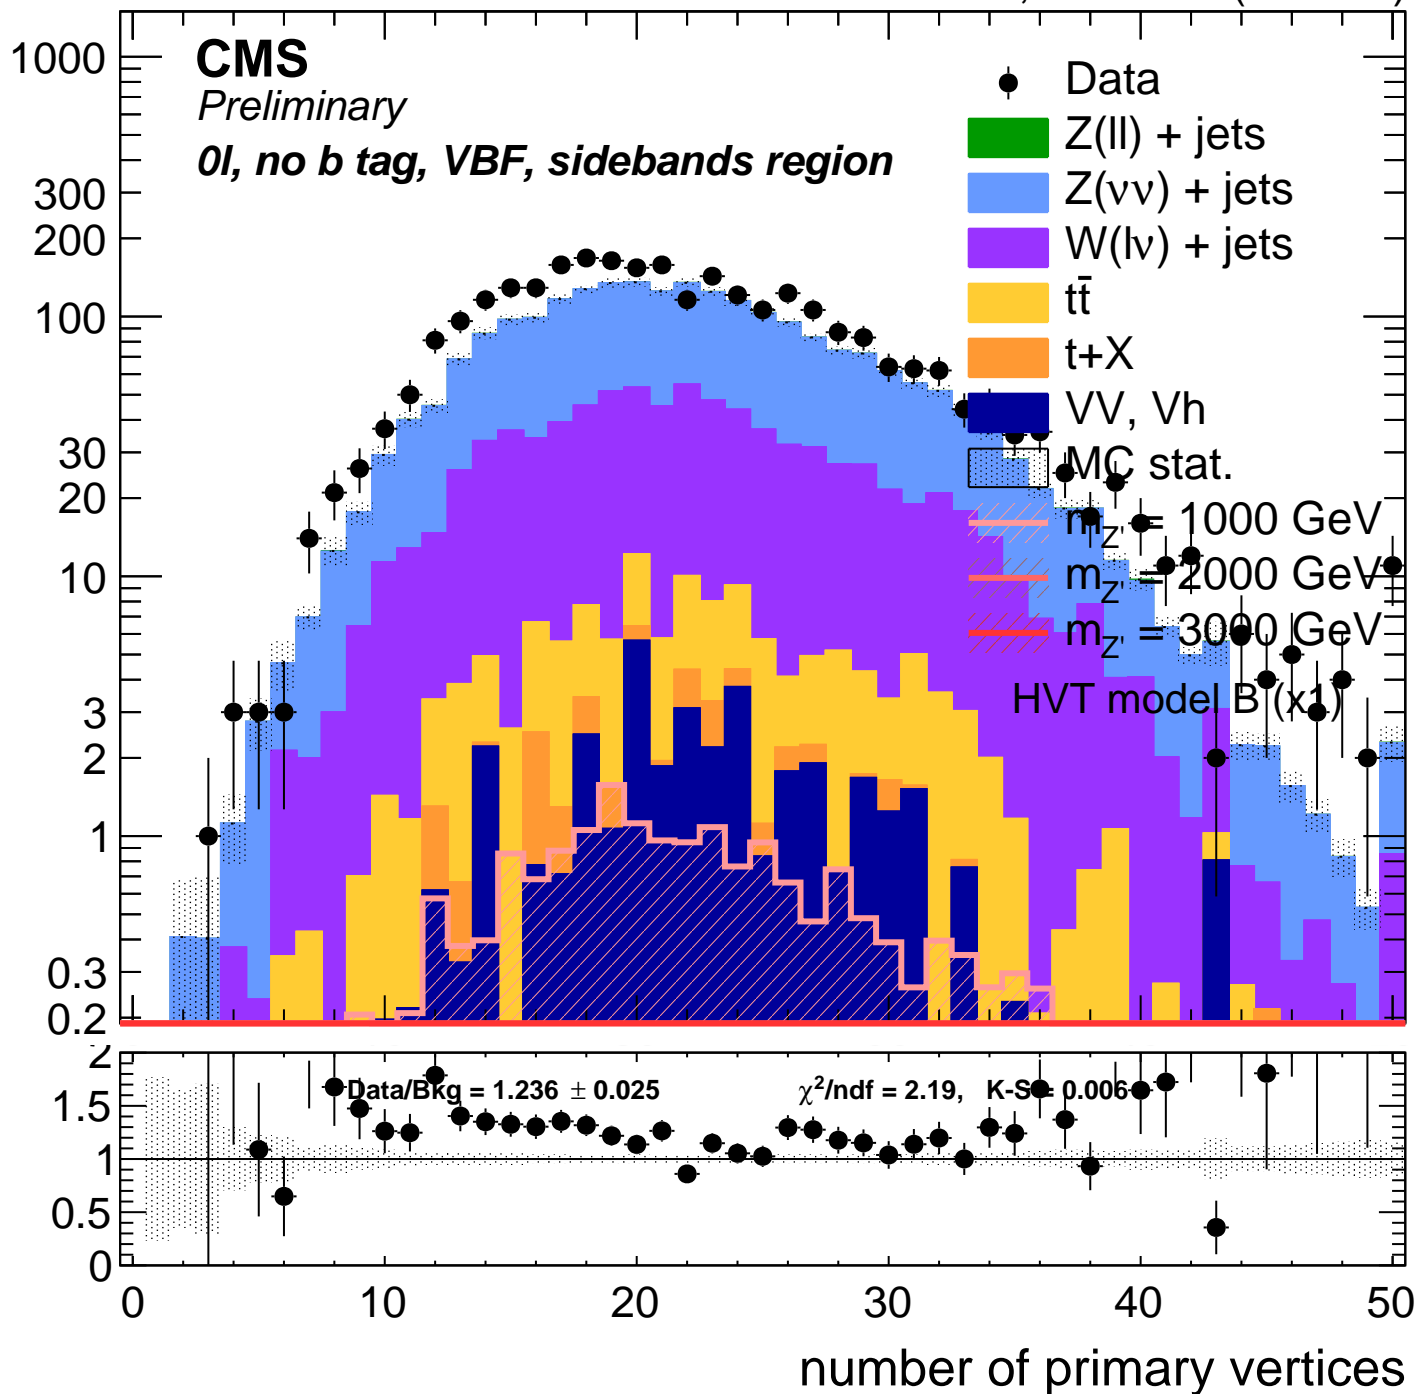 CMS
Preliminary
0l, no b tag, VBF, sidebands region
Data
Z(ll) + jets
Z(νν) + jets
W(lν) + jets
tt̄
t+X
VV, Vh
MC stat.
m_Z' = 1000 GeV
m_Z' = 2000 GeV
m_Z' = 3000 GeV
HVT model B (x1)
1000
300
200
100
30
20
10
3
2
1
0.3
0.2
Data/Bkg = 1.236 ± 0.025
χ²/ndf = 2.19, K-S = 0.006
2
1.5
1
0.5
0
0 10 20 30 40 50
number of primary vertices